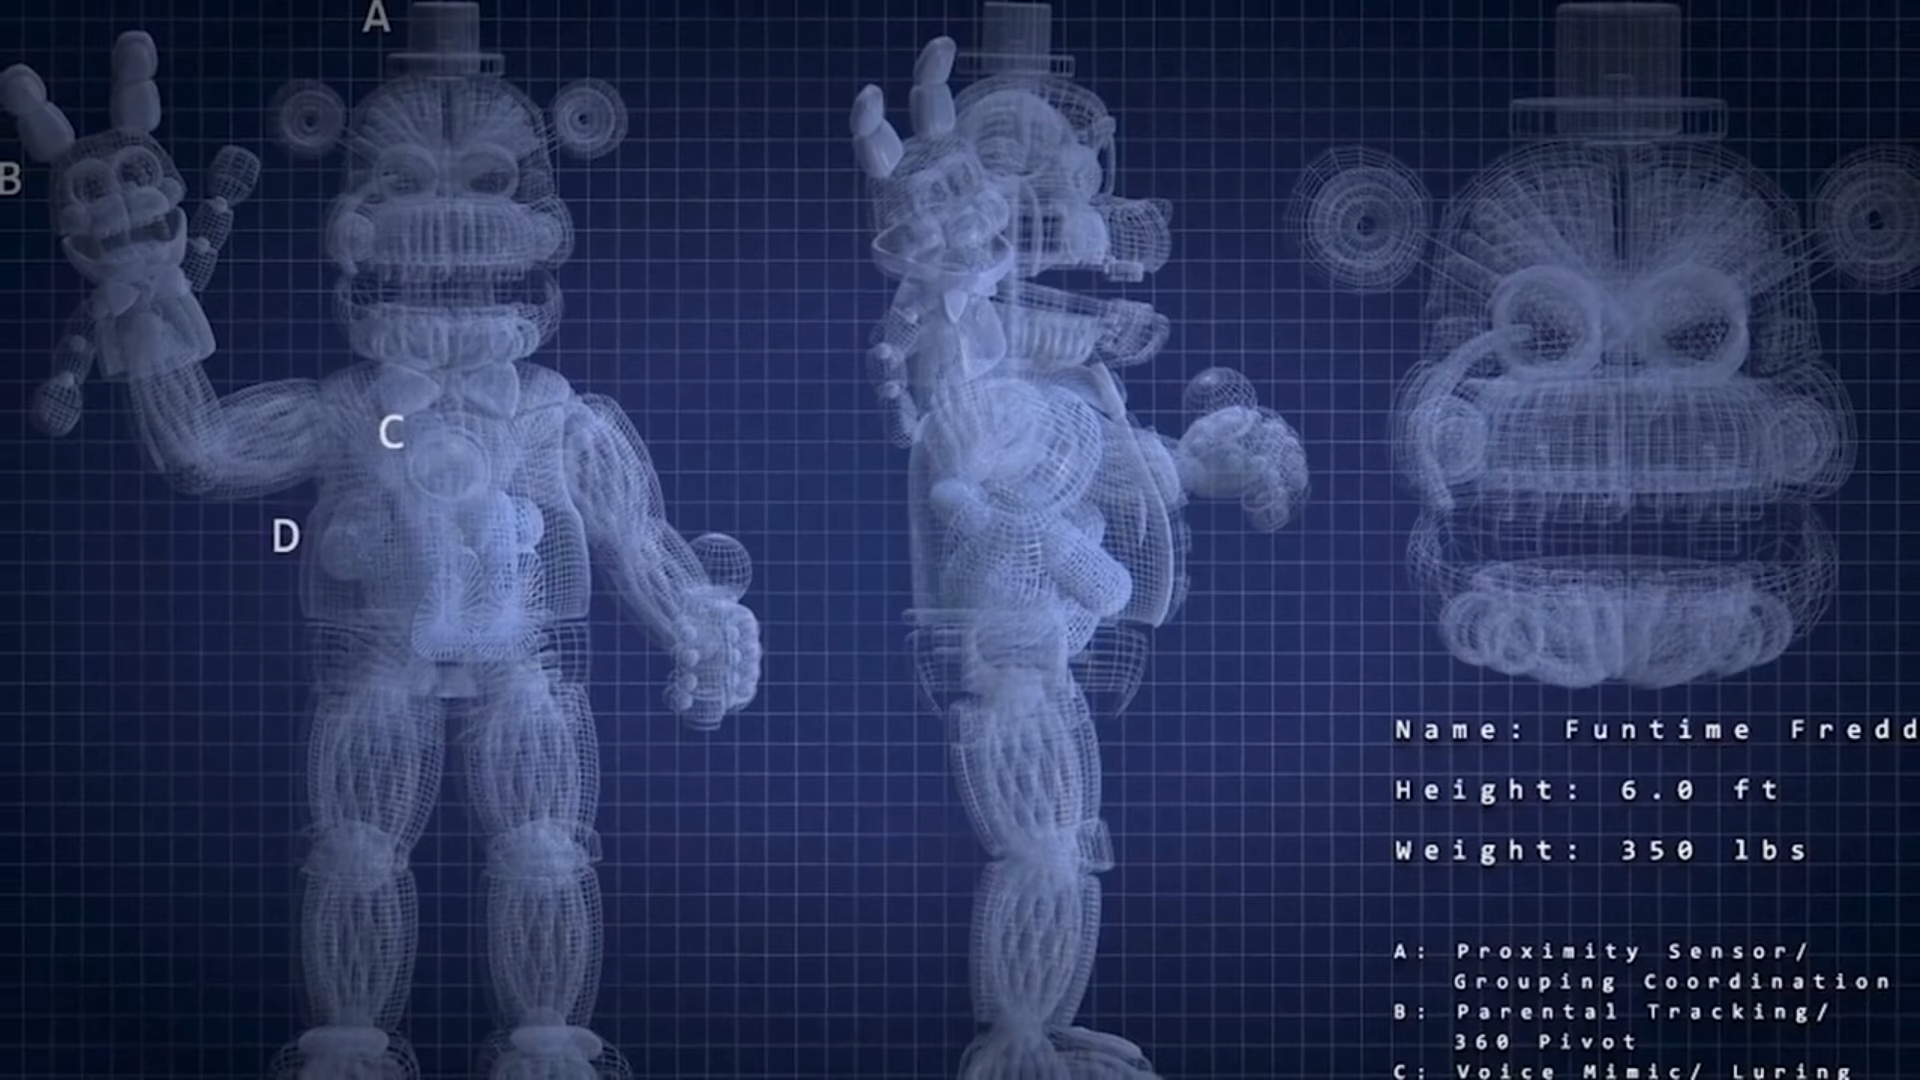 A
B
C
D
Name: Funtime Fredd
Height: 6.0 ft
Weight: 350 lbs
A: Proximity Sensor/
Grouping Coordination
B: Parental Tracking/
360 Pivot
C: Voice Mimic/ Luring